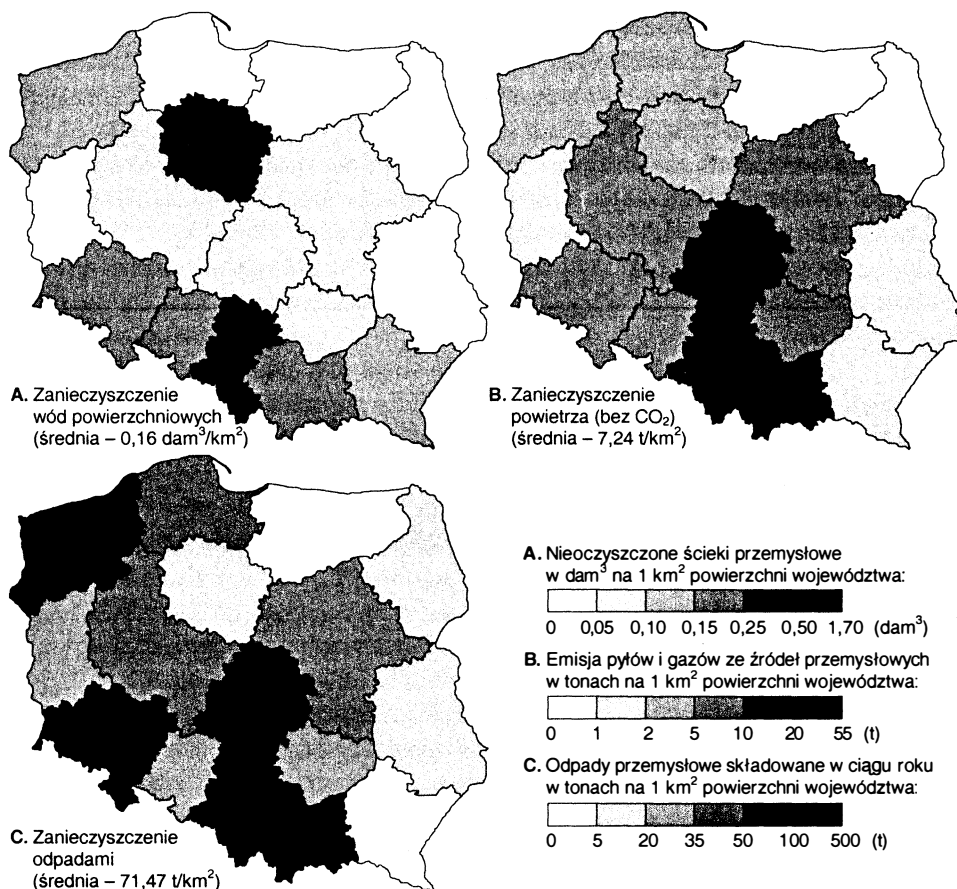 A. Zanieczyszczenie
wód powierzchniowych
(średnia – 0,16 dam³/km²)
B. Zanieczyszczenie
powietrza (bez CO₂)
(średnia – 7,24 t/km²)
C. Zanieczyszczenie
odpadami
(średnia – 71,47 t/km²)
A. Nieoczyszczone ścieki przemysłowe
w dam³ na 1 km² powierzchni województwa:
0 0,05 0,10 0,15 0,25 0,50 1,70 (dam³)
B. Emisja pyłów i gazów ze źródeł przemysłowych
w tonach na 1 km² powierzchni województwa:
0 1 2 5 10 20 55 (t)
C. Odpady przemysłowe składowane w ciągu roku
w tonach na 1 km² powierzchni województwa:
0 5 20 35 50 100 500 (t)